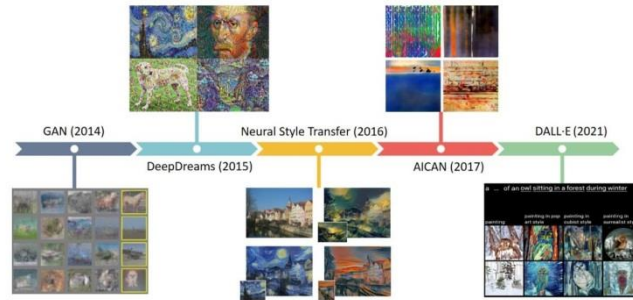 GAN (2014)
DeepDreams (2015)
Neural Style Transfer (2016)
AICAN (2017)
DALL·E (2021)
a ... of an owl sitting in a forest during winter
painting
painting in pop
art style
painting in
cubist style
painting in
surrealist sty